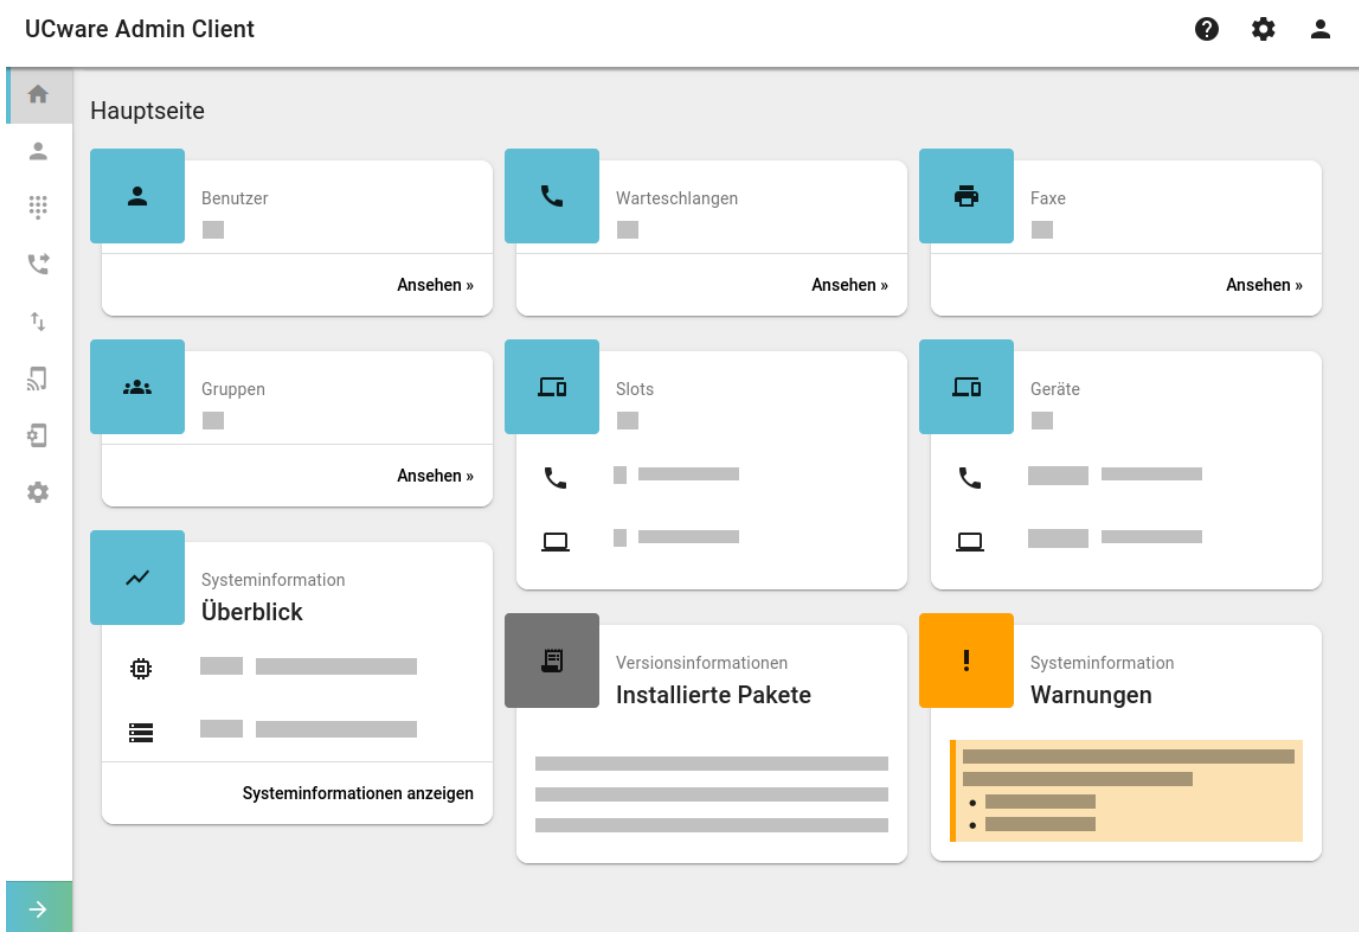 UCware Admin Client
Hauptseite
Benutzer
Ansehen »
Warteschlangen
Ansehen »
Faxe
Ansehen »
Gruppen
Ansehen »
Slots
Geräte
Systeminformation
Überblick
Systeminformationen anzeigen
Versionsinformationen
Installierte Pakete
Systeminformation
Warnungen